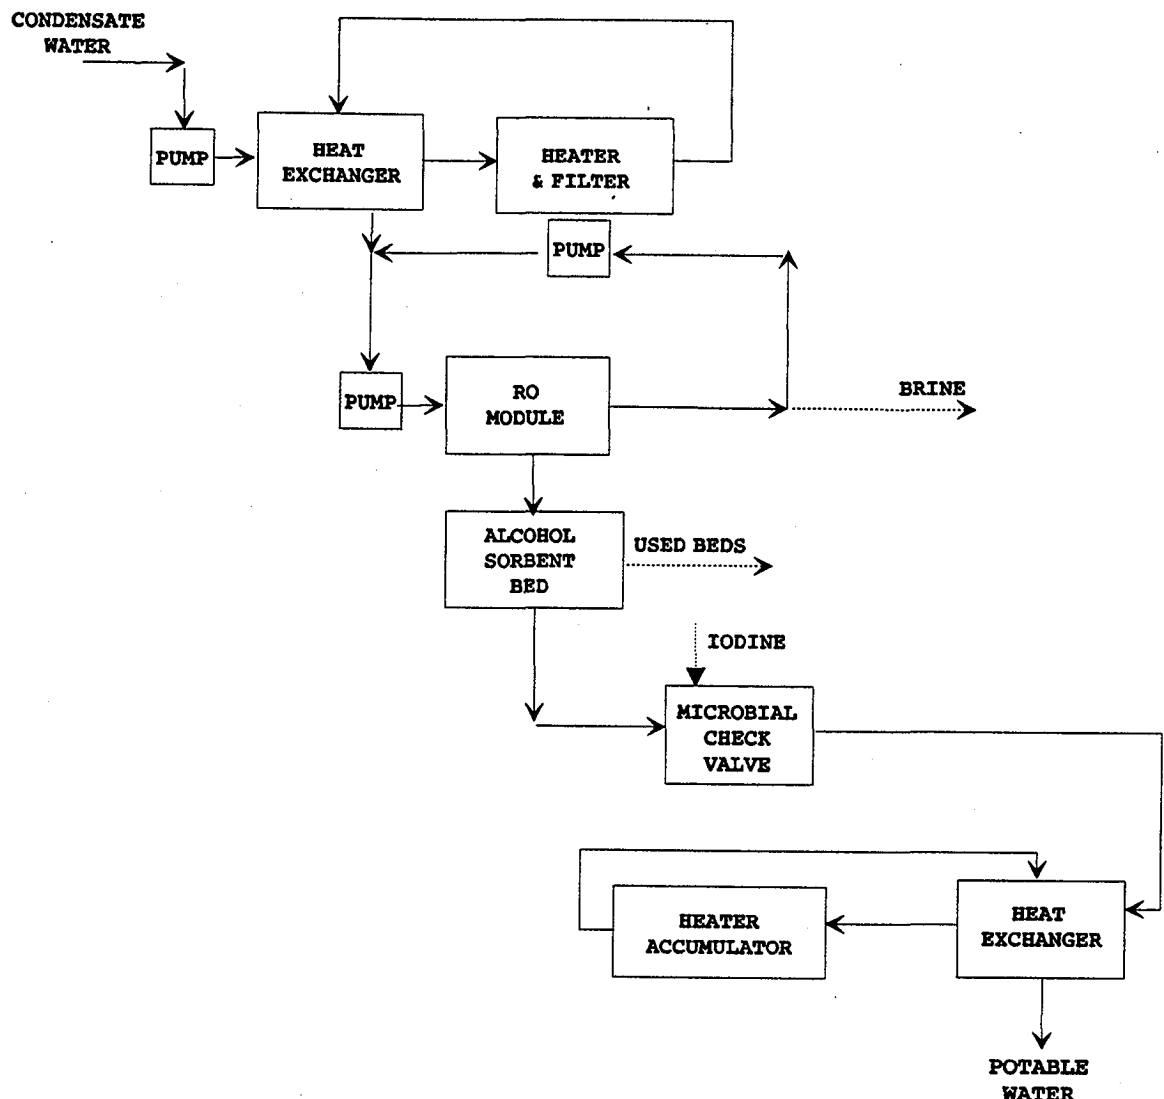 CONDENSATE
WATER
PUMP
HEAT
EXCHANGER
HEATER
& FILTER
PUMP
PUMP
RO
MODULE
BRINE
ALCOHOL
SORBENT
BED
USED BEDS
IODINE
MICROBIAL
CHECK
VALVE
HEATER
ACCUMULATOR
HEAT
EXCHANGER
POTABLE
WATER